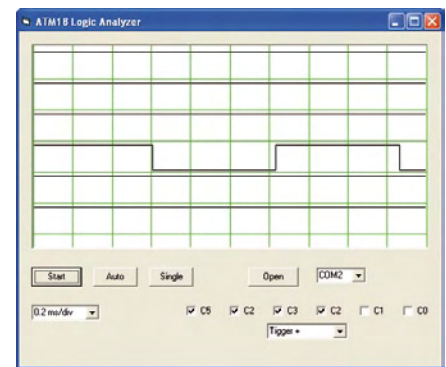 ATM18 Logic Analyzer
Start Auto Single Open COM2
0.2 ms/div C5 C2 C3 C2 C1 C0
Tigger +